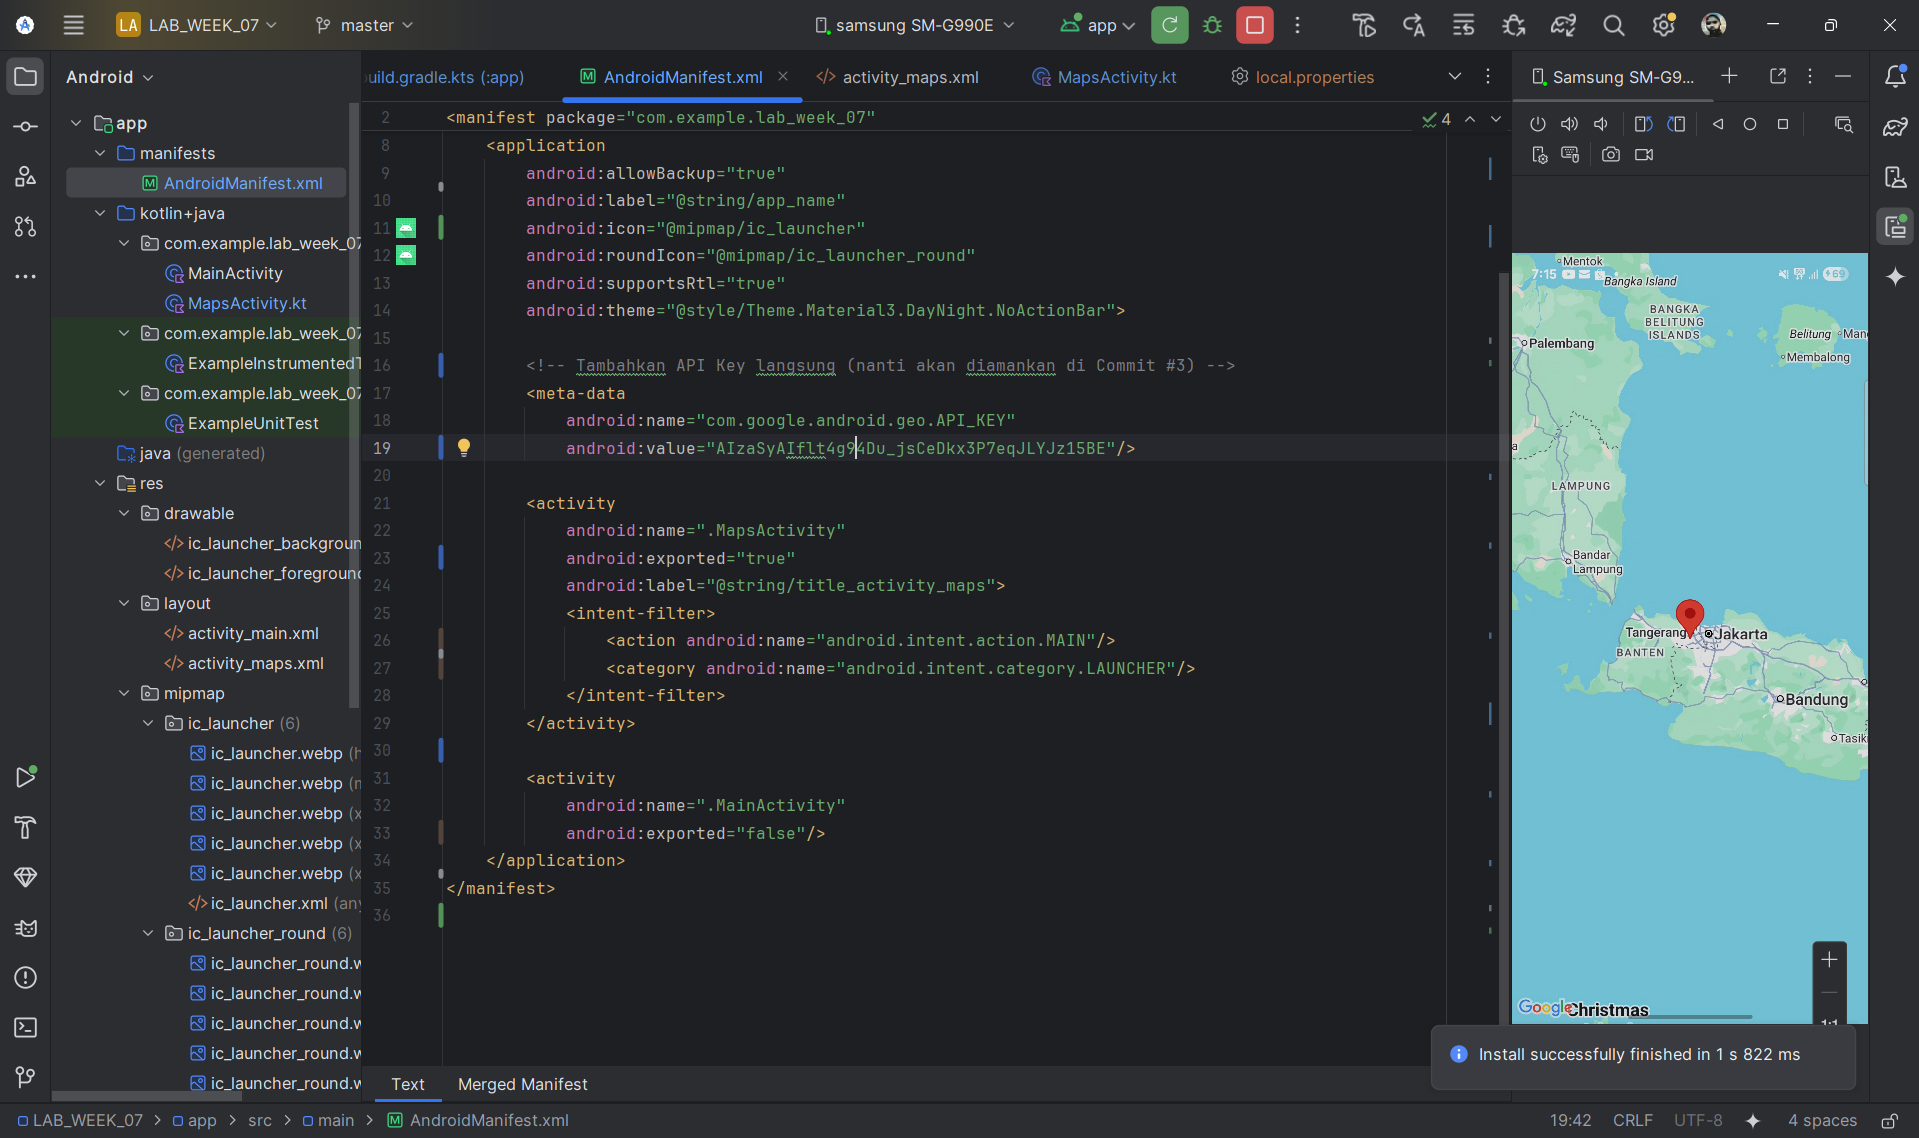 LA LAB_WEEK_07
master
samsung SM-G990E
app
Android
uild.gradle.kts (:app)
AndroidManifest.xml
activity_maps.xml
MapsActivity.kt
local.properties
Samsung SM-G9...
app
manifests
AndroidManifest.xml
kotlin+java
com.example.lab_week_07
MainActivity
MapsActivity.kt
com.example.lab_week_07
ExampleInstrumentedT
com.example.lab_week_07
ExampleUnitTest
java (generated)
res
drawable
ic_launcher_backgroun
ic_launcher_foreground
layout
activity_main.xml
activity_maps.xml
mipmap
ic_launcher (6)
ic_launcher.webp (h
ic_launcher.webp (m
ic_launcher.webp (x
ic_launcher.webp (x
ic_launcher.webp (x
ic_launcher.xml (any
ic_launcher_round (6)
ic_launcher_round.w
ic_launcher_round.w
ic_launcher_round.w
ic_launcher_round.w
ic_launcher_round.w
2 <manifest package="com.example.lab_week_07"
4
8 <application
9 android:allowBackup="true"
10 android:label="@string/app_name"
11 android:icon="@mipmap/ic_launcher"
12 android:roundIcon="@mipmap/ic_launcher_round"
13 android:supportsRtl="true"
14 android:theme="@style/Theme.Material3.DayNight.NoActionBar">
15
16 <!-- Tambahkan API Key langsung (nanti akan diamankan di Commit #3) -->
17 <meta-data
18 android:name="com.google.android.geo.API_KEY"
19 android:value="AIzaSyAIflt4g94Du_jsCeDkx3P7eqJLYJz15BE"/>
20
21 <activity
22 android:name=".MapsActivity"
23 android:exported="true"
24 android:label="@string/title_activity_maps">
25 <intent-filter>
26 <action android:name="android.intent.action.MAIN"/>
27 <category android:name="android.intent.category.LAUNCHER"/>
28 </intent-filter>
29 </activity>
30
31 <activity
32 android:name=".MainActivity"
33 android:exported="false"/>
34 </application>
35 </manifest>
36
Text
Merged Manifest
7:15
69
Mentok
Bangka Island
BANGKA
BELITUNG
ISLANDS
Belitung
Man
Membalong
Palembang
a
LAMPUNG
Bandar
Lampung
Tangerang
Jakarta
BANTEN
Bandung
Tasik
Google
Christmas
1:1
Install successfully finished in 1 s 822 ms
LAB_WEEK_07 > app > src > main > AndroidManifest.xml
19:42
CRLF
UTF-8
4 spaces